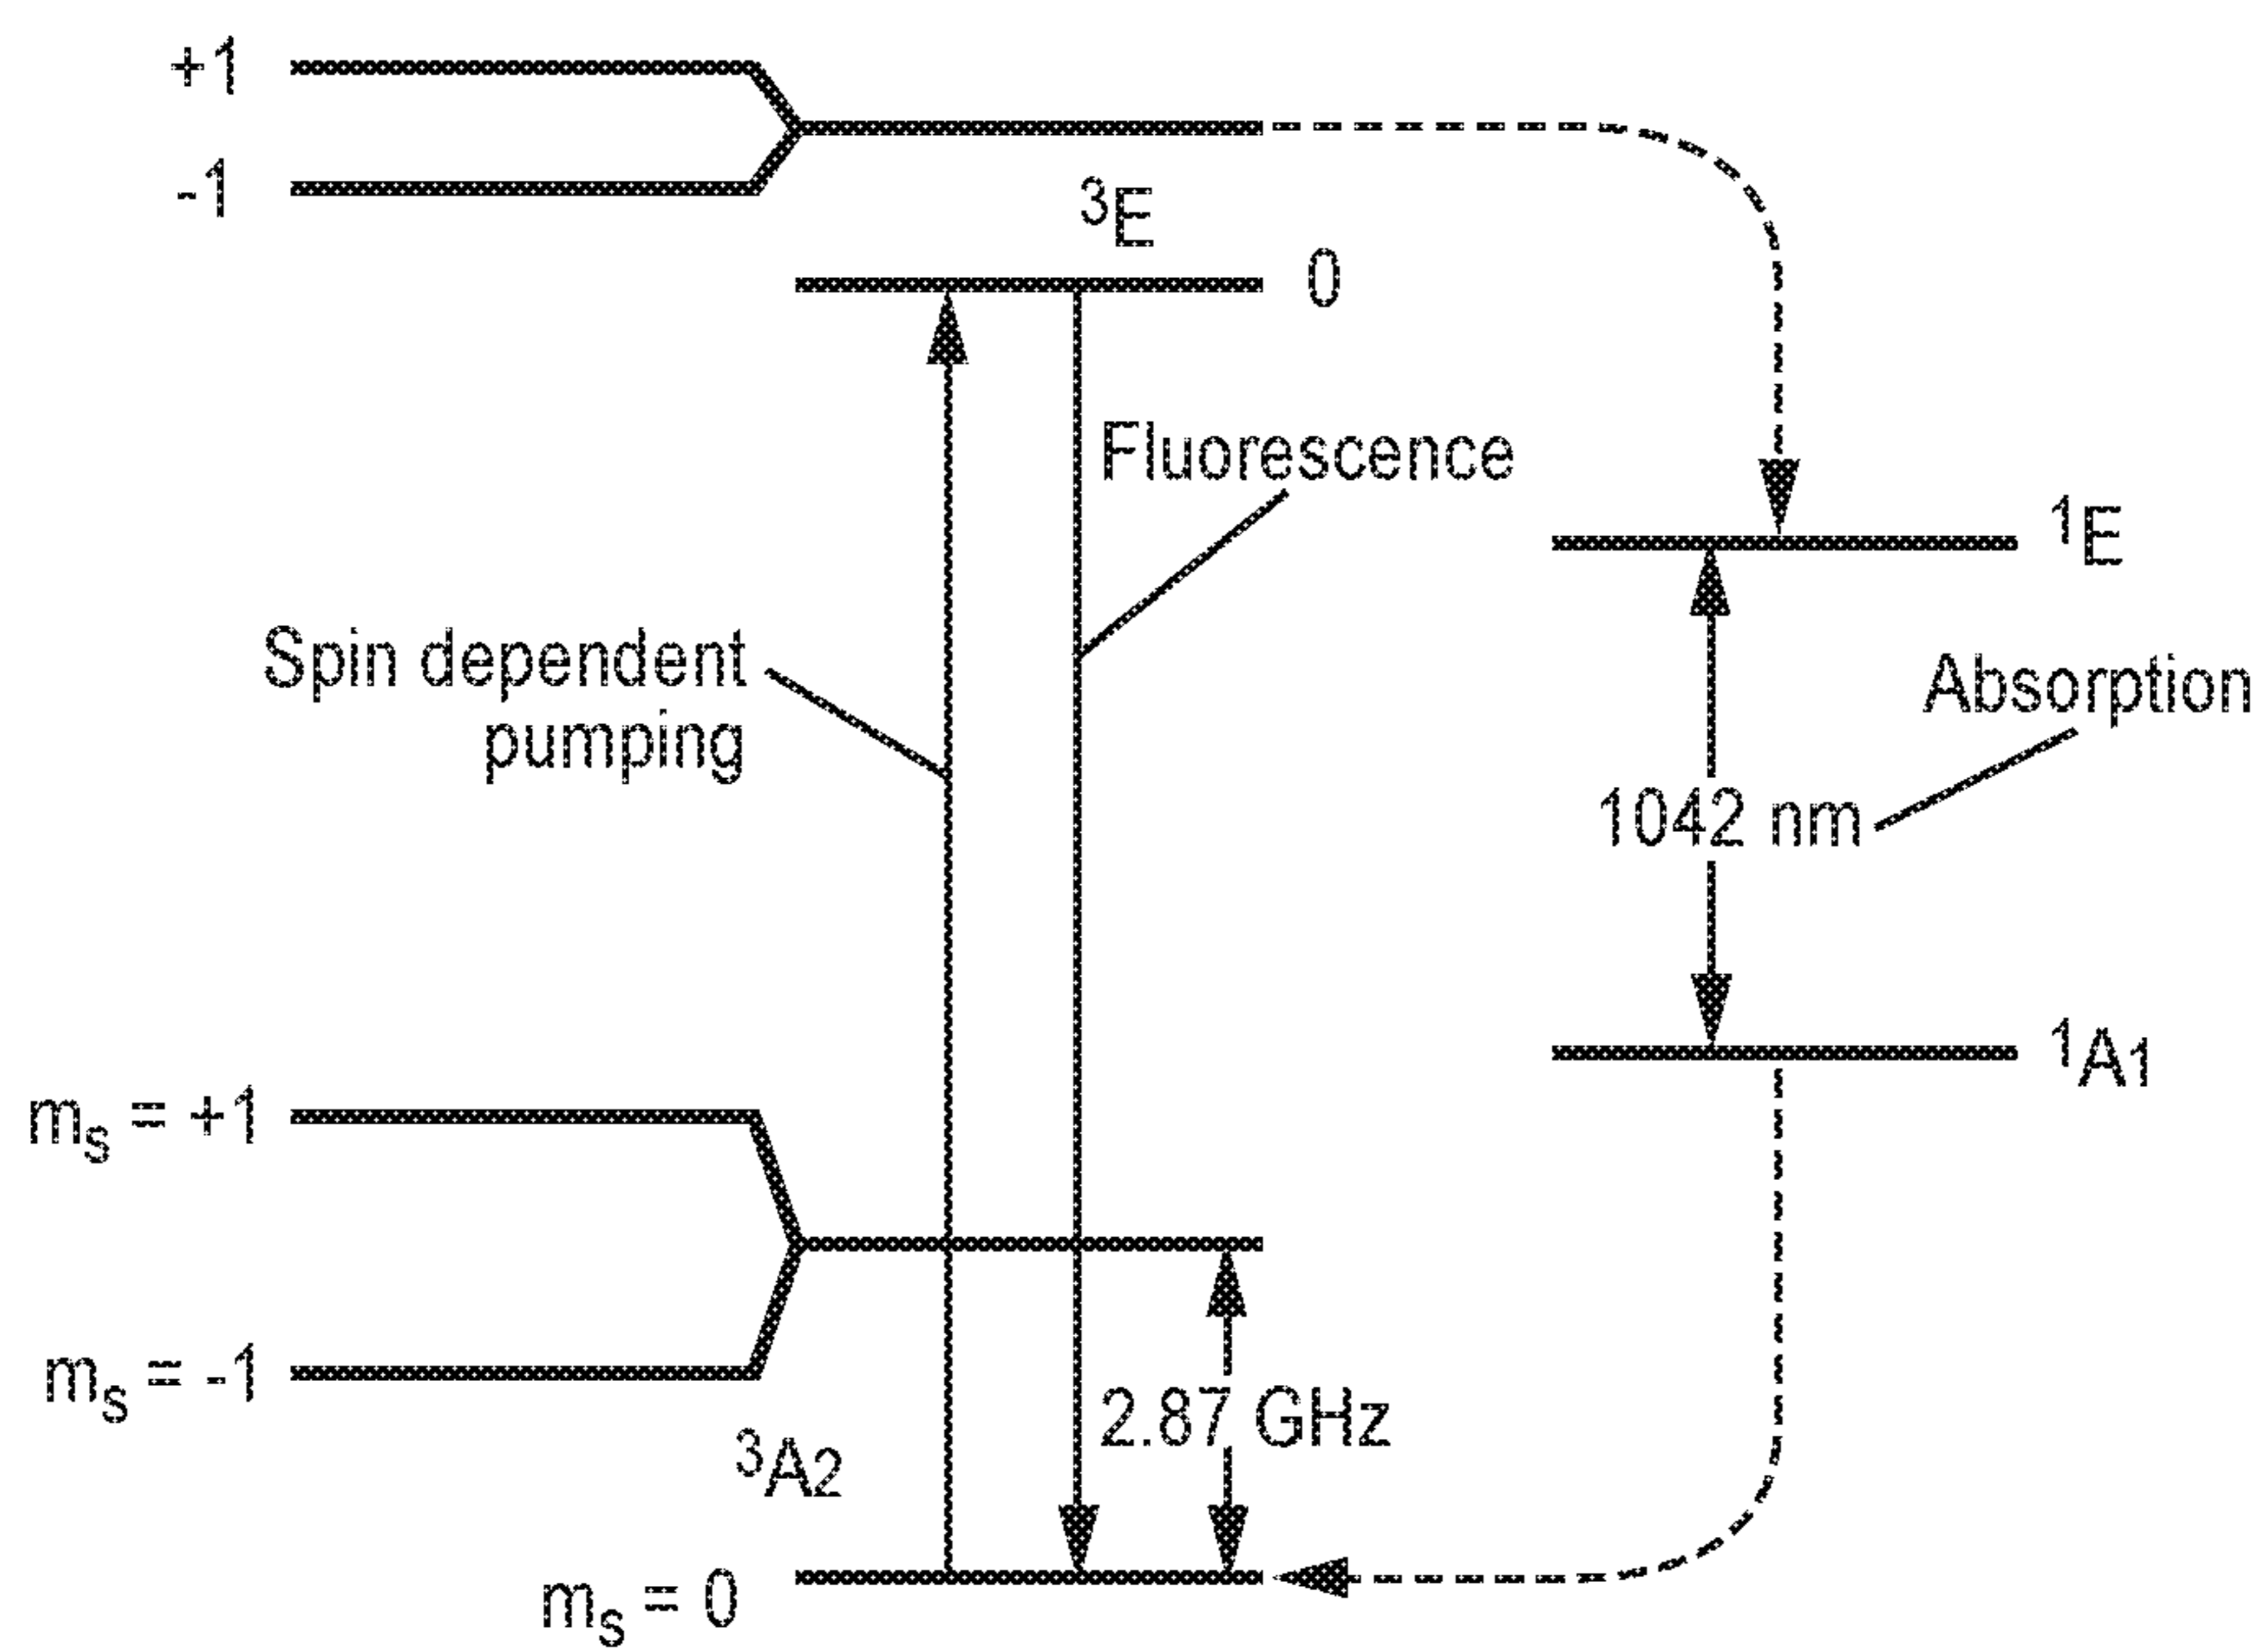 +1
-1
³E
0
Fluorescence
¹E
Spin dependent
pumping
Absorption
1042 nm
¹A₁
mₛ = +1
mₛ = -1
2.87 GHz
³A₂
mₛ = 0